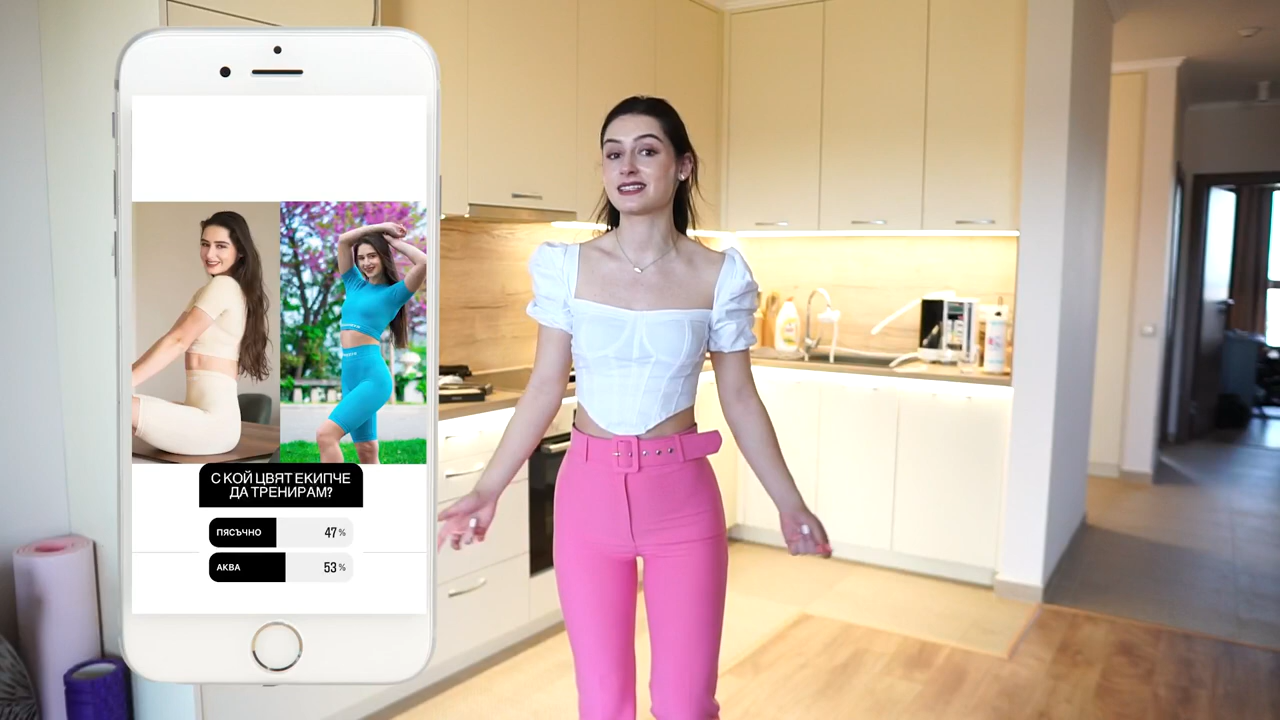 С КОЙ ЦВЯТ ЕКИПЧЕ
ДА ТРЕНИРАМ?
ПЯСЪЧНО 47%
АКВА 53%